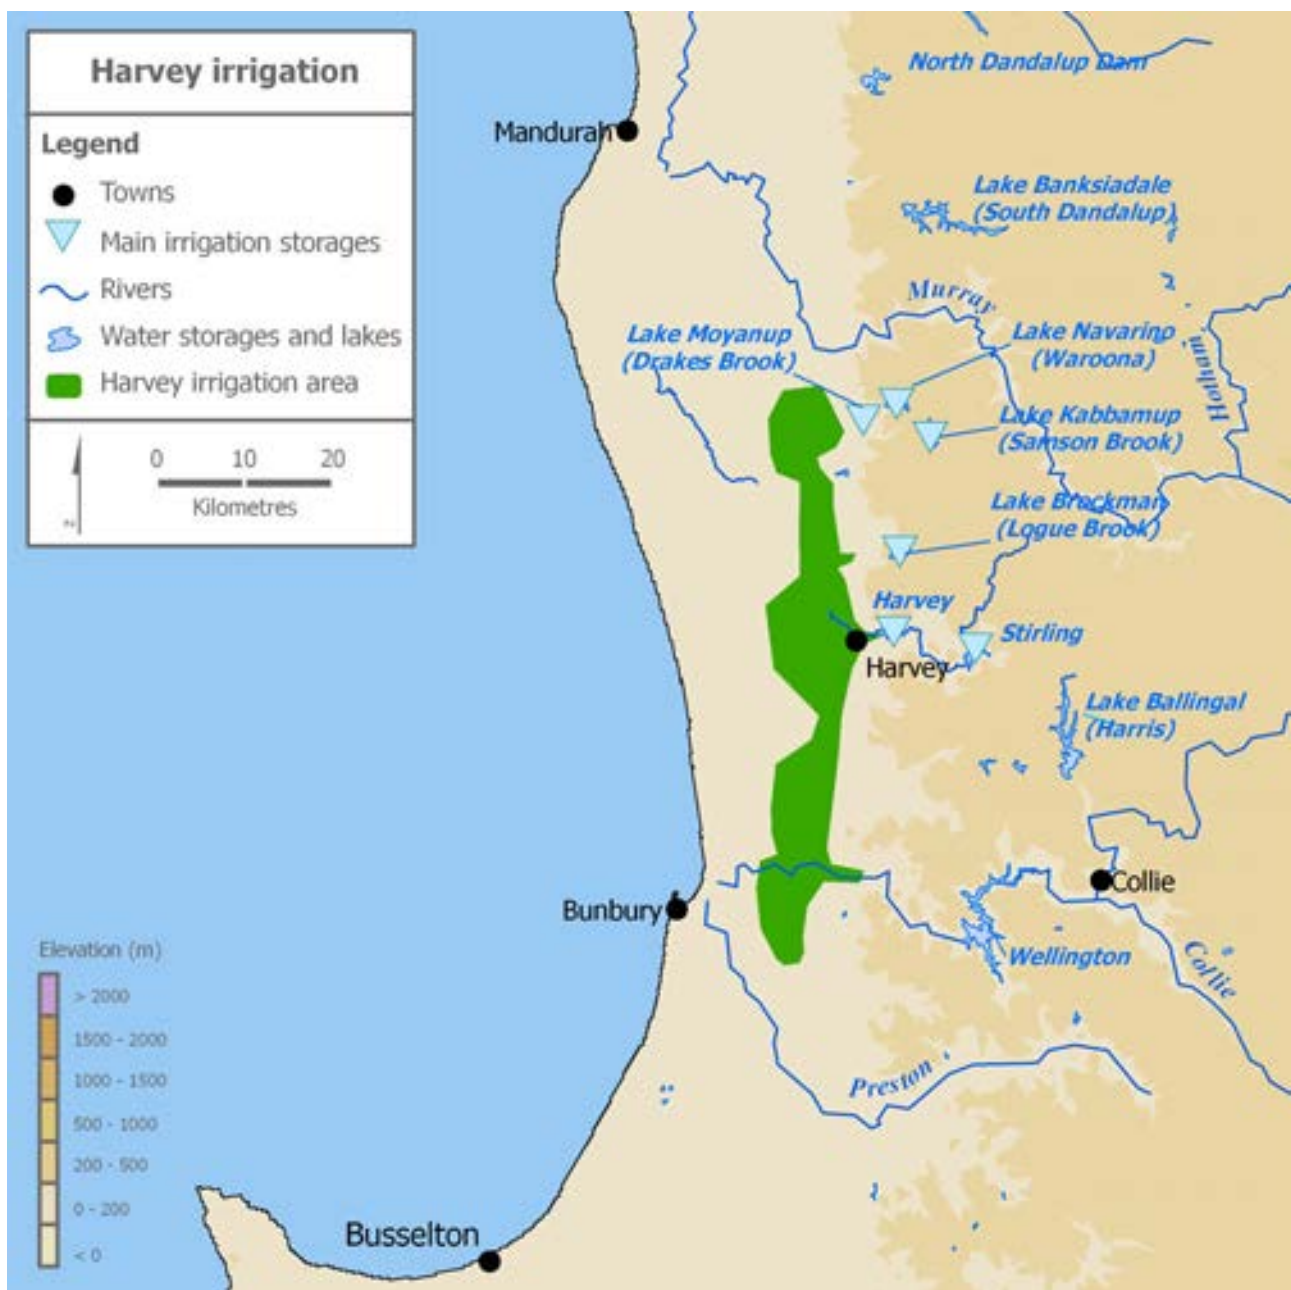 Harvey irrigation
Legend
Towns
Main irrigation storages
Rivers
Water storages and lakes
Harvey irrigation area
0 10 20
Kilometres
N
North Dandalup Dam
Mandurah
Lake Banksiadale
(South Dandalup)
Murray
Hotham
Lake Moyanup
(Drakes Brook)
Lake Navarino
(Waroona)
Lake Kabbamup
(Samson Brook)
Lake Brockman
(Logue Brook)
Harvey
Stirling
Harvey
Lake Ballingal
(Harris)
Collie
Bunbury
Wellington
Collie
Preston
Busselton
Elevation (m)
> 2000
1500 - 2000
1000 - 1500
500 - 1000
200 - 500
0 - 200
< 0